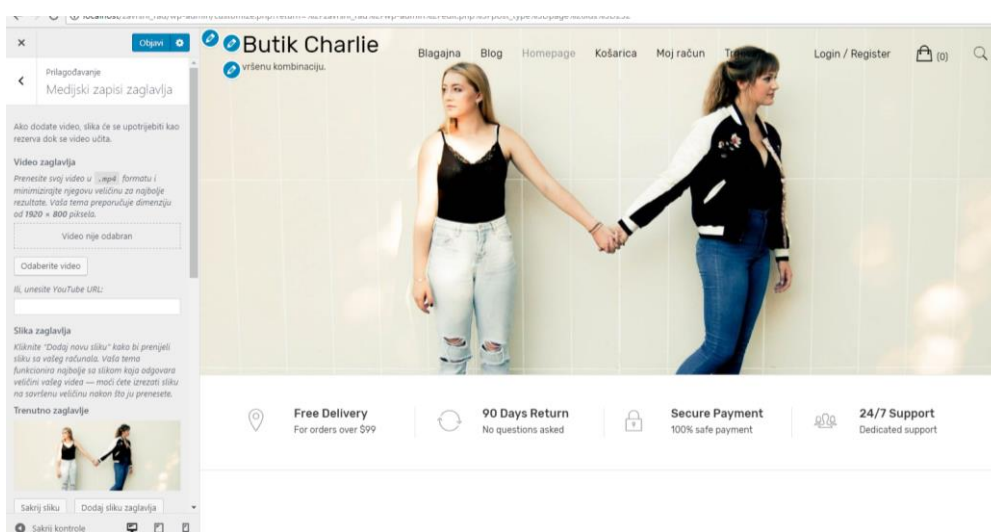 Objavi
Prilagođavanje
Medijski zapisi zaglavlja
Ako dodate video, slika će se upotrijebiti kao
rezerva dok se video učita.
Video zaglavlja
Prenesite svoj video u .mp4 formatu i
minimizirajte njegovu veličinu za najbolje
rezultate. Vaša tema preporučuje dimenziju
od 1920 × 800 piksela.
Video nije odabran
Odaberite video
Ili, unesite YouTube URL:
Slika zaglavlja
Kliknite "Dodaj novu sliku" kako bi prenijeli
sliku sa vašeg računala. Vaša tema
funkcionira najbolje sa slikom koja odgovara
veličini vašeg videa — moći ćete izrezati sliku
na savršenu veličinu nakon što ju prenesete.
Trenutno zaglavlje
Sakrij sliku Dodaj sliku zaglavlja
Sakrij kontrole
Butik Charlie
vršenu kombinaciju.
Blagajna Blog Homepage Košarica Moj račun Login / Register (0)
Free Delivery
For orders over $99
90 Days Return
No questions asked
Secure Payment
100% safe payment
24/7 Support
Dedicated support